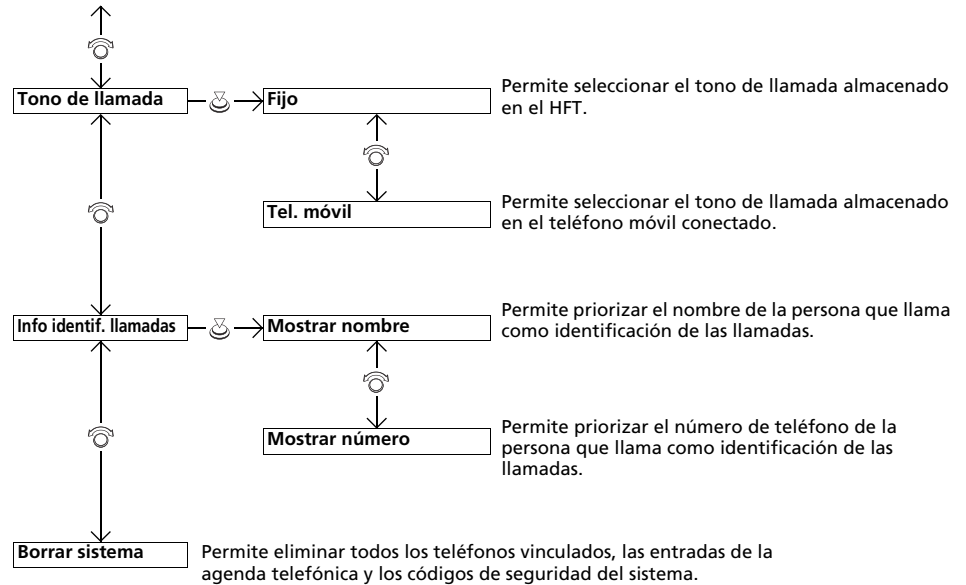 Tono de llamada
Fijo
Permite seleccionar el tono de llamada almacenado
en el HFT.
Tel. móvil
Permite seleccionar el tono de llamada almacenado
en el teléfono móvil conectado.
Info identif. llamadas
Mostrar nombre
Permite priorizar el nombre de la persona que llama
como identificación de las llamadas.
Mostrar número
Permite priorizar el número de teléfono de la
persona que llama como identificación de las
llamadas.
Borrar sistema
Permite eliminar todos los teléfonos vinculados, las entradas de la
agenda telefónica y los códigos de seguridad del sistema.